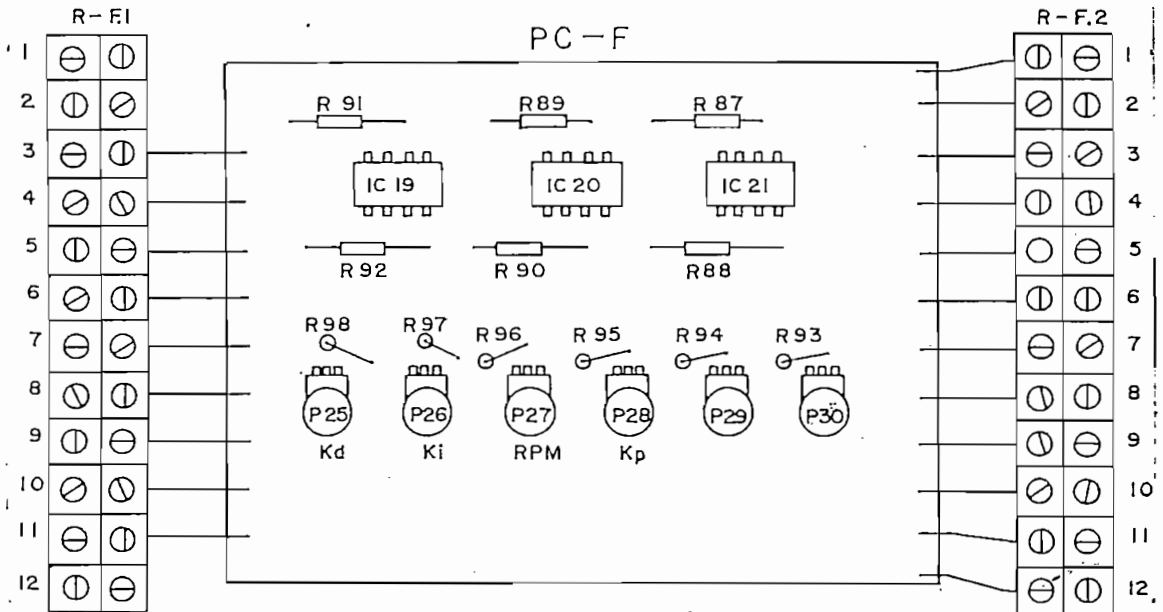 R-F.1
PC-F
R-F.2
1
2
3
4
5
6
7
8
9
10
11
12
R 91
R89
R 87
IC 19
IC 20
IC 21
R 92
R 90
R88
R98
R97
R 96
R 95
R 94
R 93
P25
P26
P27
P28
P29
P30
Kd
Ki
RPM
Kp
1
2
3
4
5
6
7
8
9
10
11
12